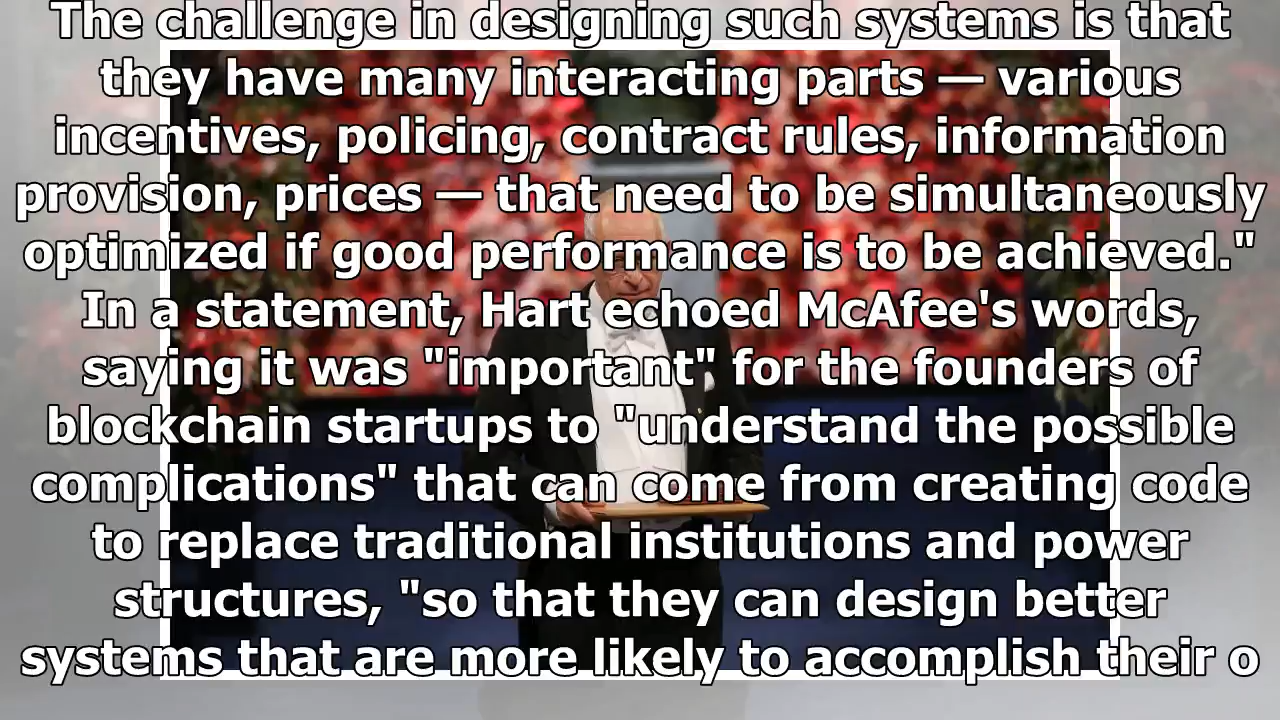 The challenge in designing such systems is that
they have many interacting parts — various
incentives, policing, contract rules, information
provision, prices — that need to be simultaneously
optimized if good performance is to be achieved."
In a statement, Hart echoed McAfee's words,
saying it was "important" for the founders of
blockchain startups to "understand the possible
complications" that can come from creating code
to replace traditional institutions and power
structures, "so that they can design better
systems that are more likely to accomplish their o